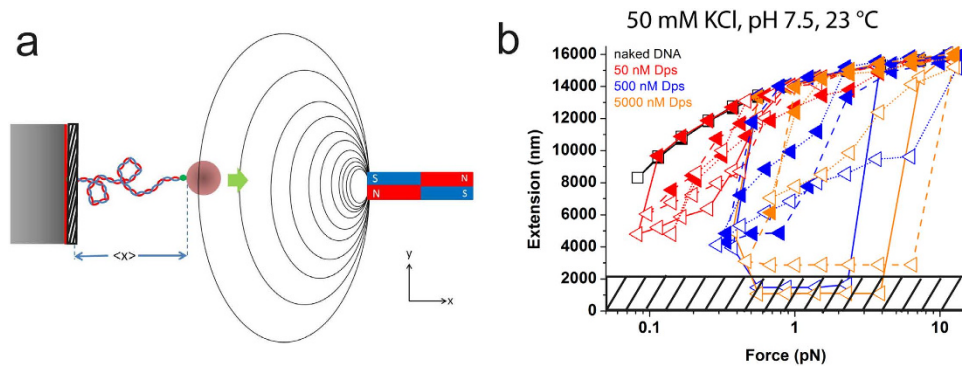 a
<x>
S N
N S
y
x
b
50 mM KCl, pH 7.5, 23 °C
naked DNA
50 nM Dps
500 nM Dps
5000 nM Dps
16000
14000
12000
10000
8000
6000
4000
2000
0
Extension (nm)
0.1 1 10
Force (pN)